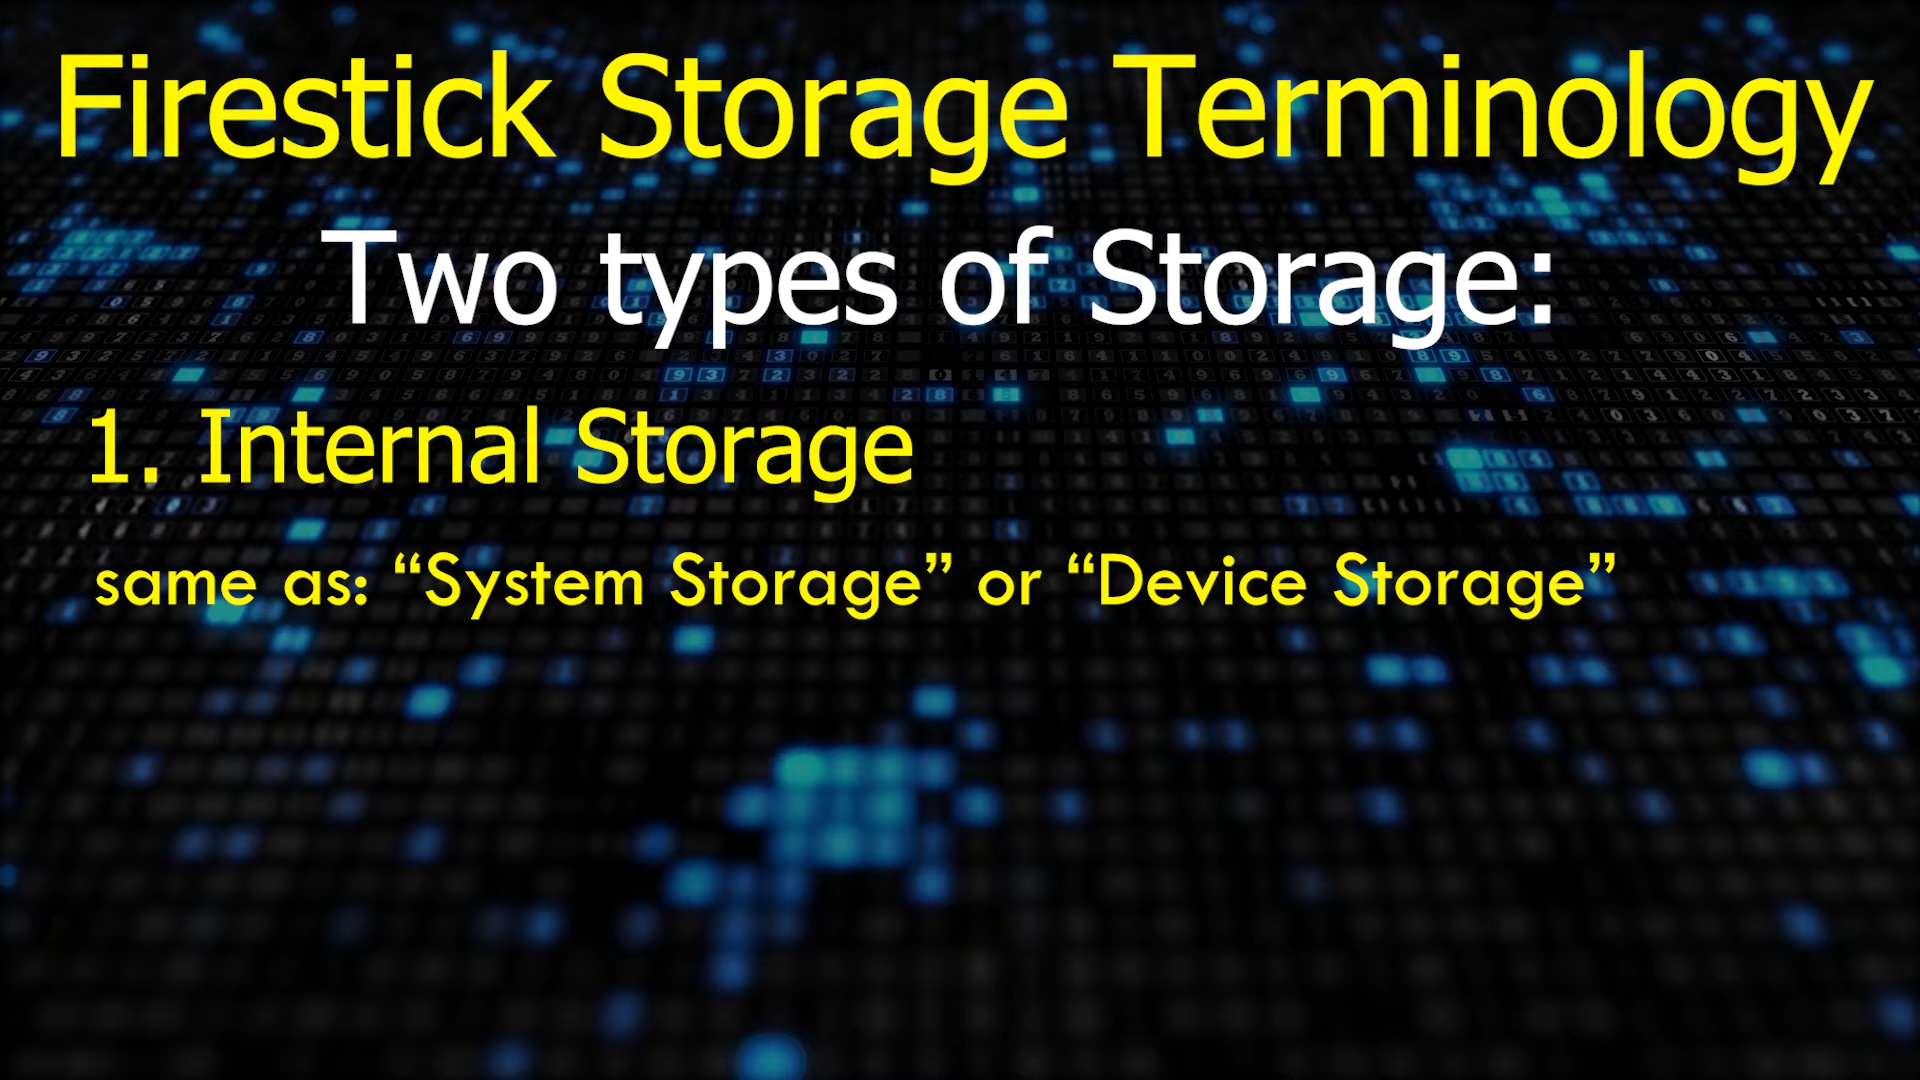 Firestick Storage Terminology
Two types of Storage:
1. Internal Storage
same as: “System Storage” or “Device Storage”